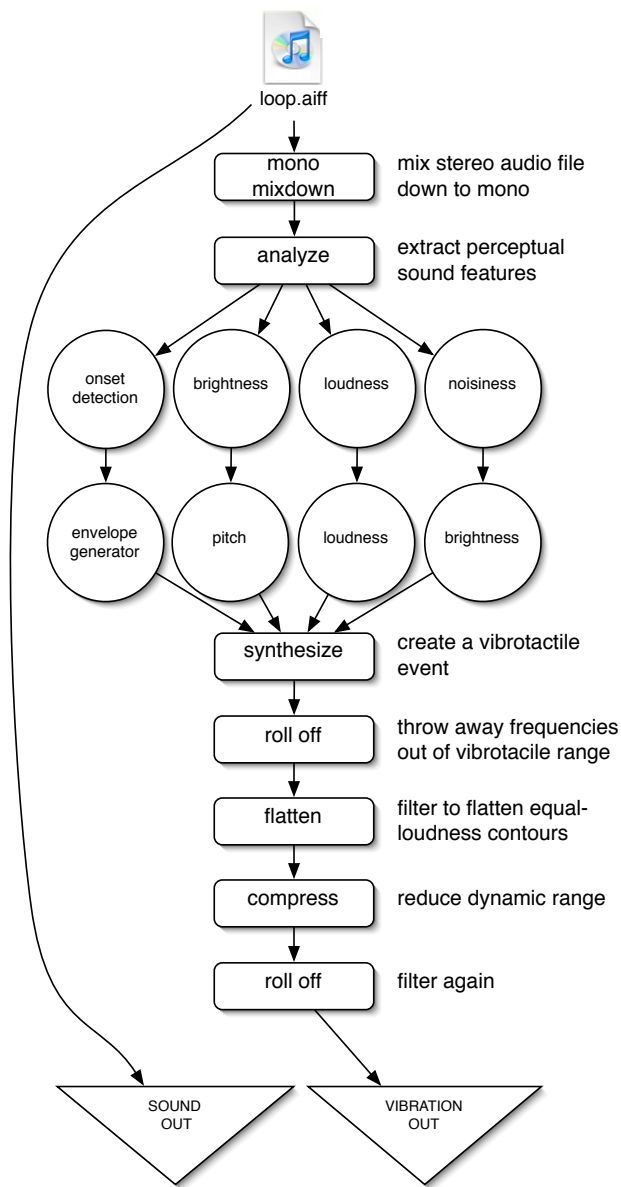 loop.aiff
mono
mixdown
mix stereo audio file
down to mono
analyze
extract perceptual
sound features
onset
detection
brightness
loudness
noisiness
envelope
generator
pitch
loudness
brightness
synthesize
create a vibrotactile
event
roll off
throw away frequencies
out of vibrotacile range
flatten
filter to flatten equal-
loudness contours
compress
reduce dynamic range
roll off
filter again
SOUND
OUT
VIBRATION
OUT